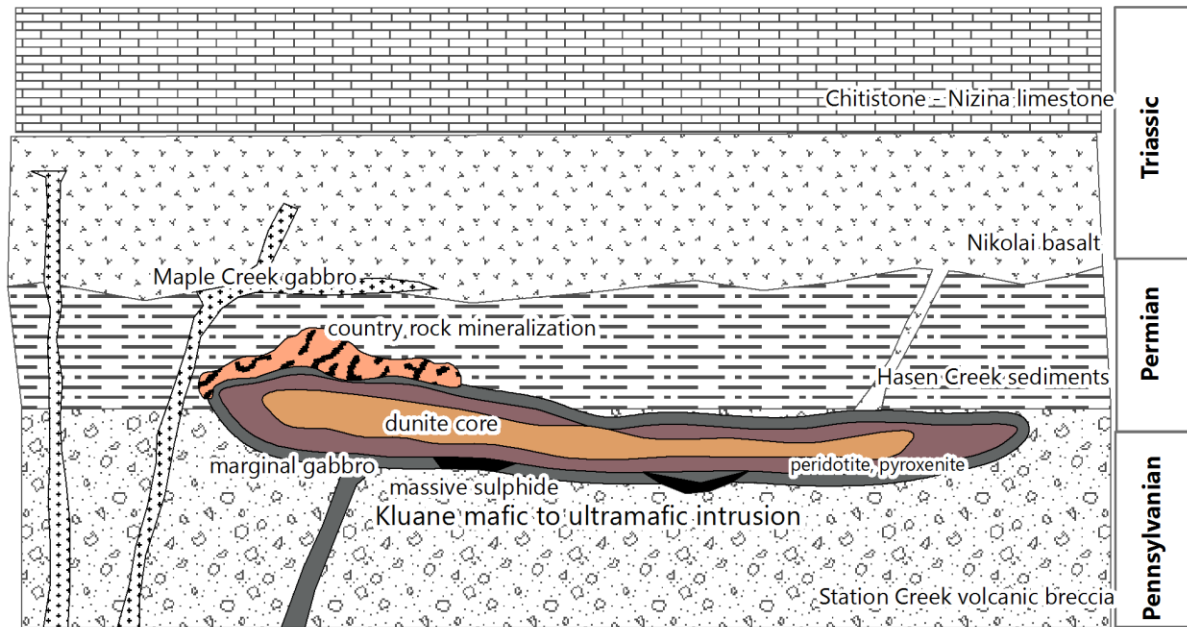 Chitistone - Nizina limestone
Triassic
Nikolai basalt
Maple Creek gabbro
country rock mineralization
Permian
Hasen Creek sediments
dunite core
marginal gabbro
peridotite, pyroxenite
massive sulphide
Kluane mafic to ultramafic intrusion
Pennsylvanian
Station Creek volcanic breccia